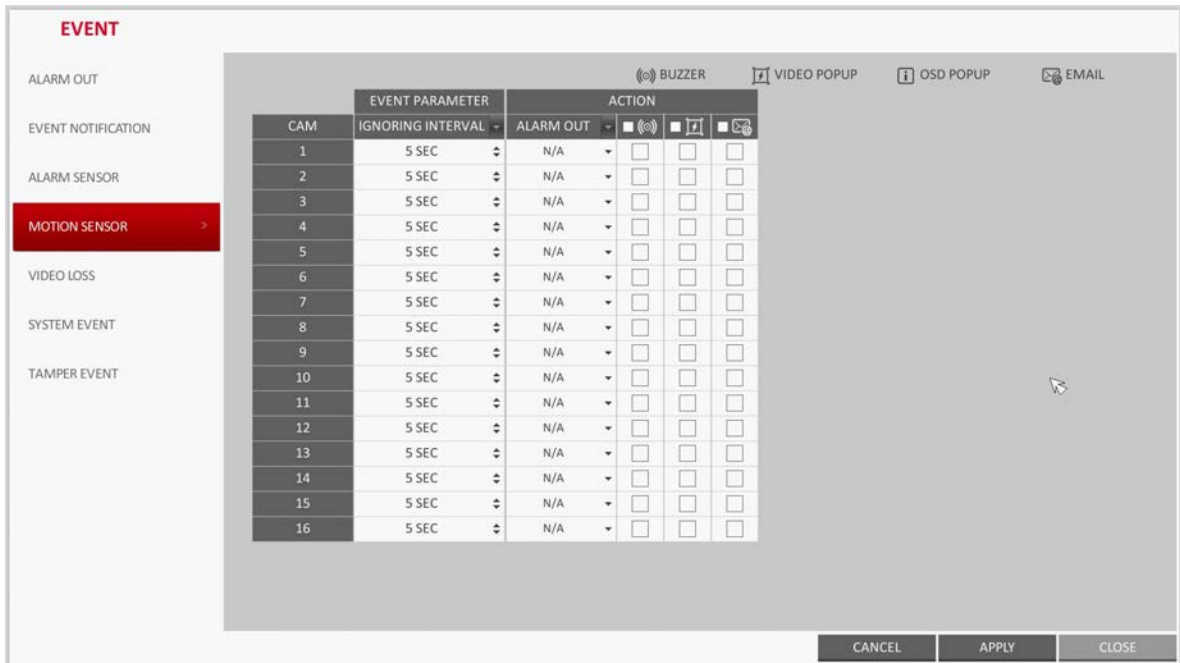 EVENT
ALARM OUT
EVENT NOTIFICATION
ALARM SENSOR
MOTION SENSOR
VIDEO LOSS
SYSTEM EVENT
TAMPER EVENT
BUZZER VIDEO POPUP OSD POPUP EMAIL
EVENT PARAMETER ACTION
CAM IGNORING INTERVAL ALARM OUT
1 5 SEC N/A
2 5 SEC N/A
3 5 SEC N/A
4 5 SEC N/A
5 5 SEC N/A
6 5 SEC N/A
7 5 SEC N/A
8 5 SEC N/A
9 5 SEC N/A
10 5 SEC N/A
11 5 SEC N/A
12 5 SEC N/A
13 5 SEC N/A
14 5 SEC N/A
15 5 SEC N/A
16 5 SEC N/A
CANCEL APPLY CLOSE